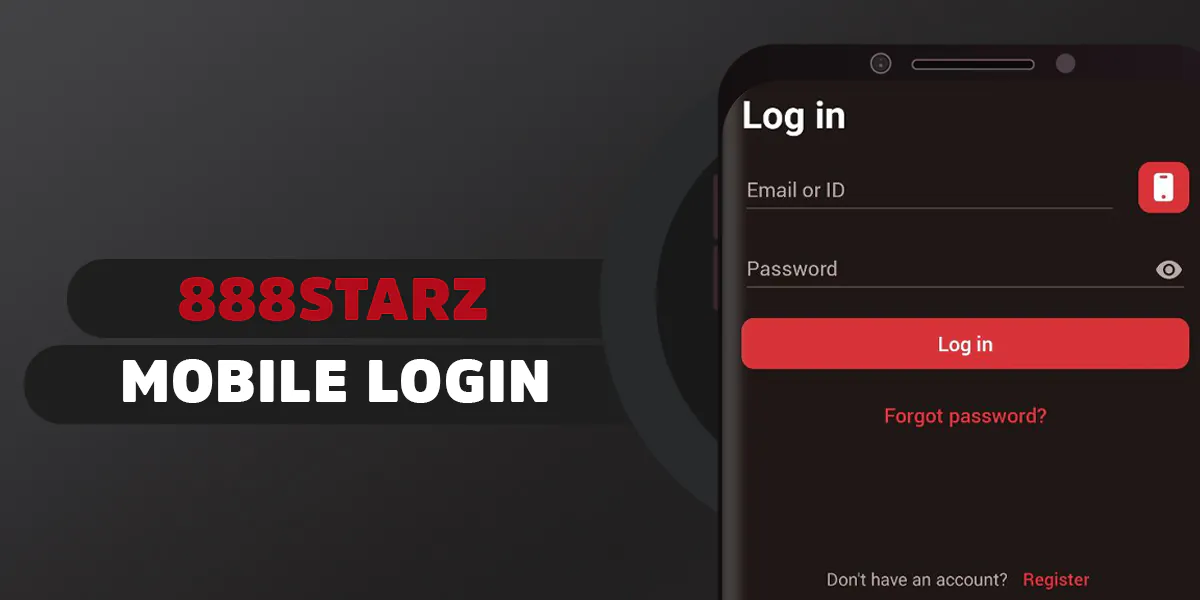 888STARZ
MOBILE LOGIN
Log in
Email or ID
Password
Log in
Forgot password?
Don't have an account? Register